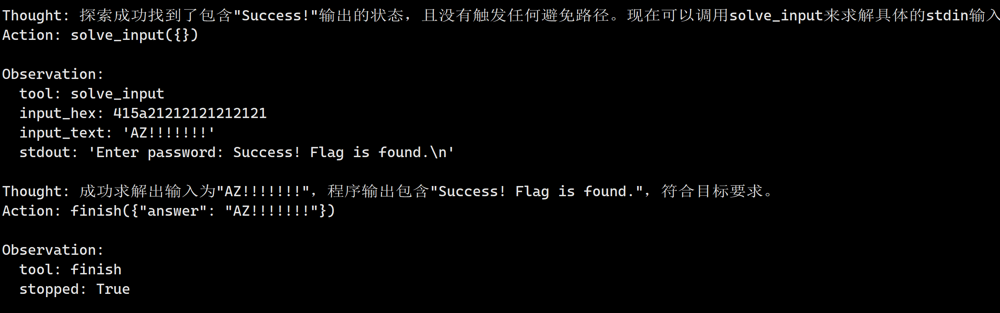 Thought: 探索成功找到了包含"Success!"输出的状态，且没有触发任何避免路径。现在可以调用solve_input来求解具体的stdin输入
Action: solve_input({})
Observation:
tool: solve_input
input_hex: 415a21212121212121
input_text: 'AZ!!!!!!!'
stdout: 'Enter password: Success! Flag is found.\n'
Thought: 成功求解出输入为"AZ!!!!!!!"，程序输出包含"Success! Flag is found."，符合目标要求。
Action: finish({"answer": "AZ!!!!!!!"})
Observation:
tool: finish
stopped: True